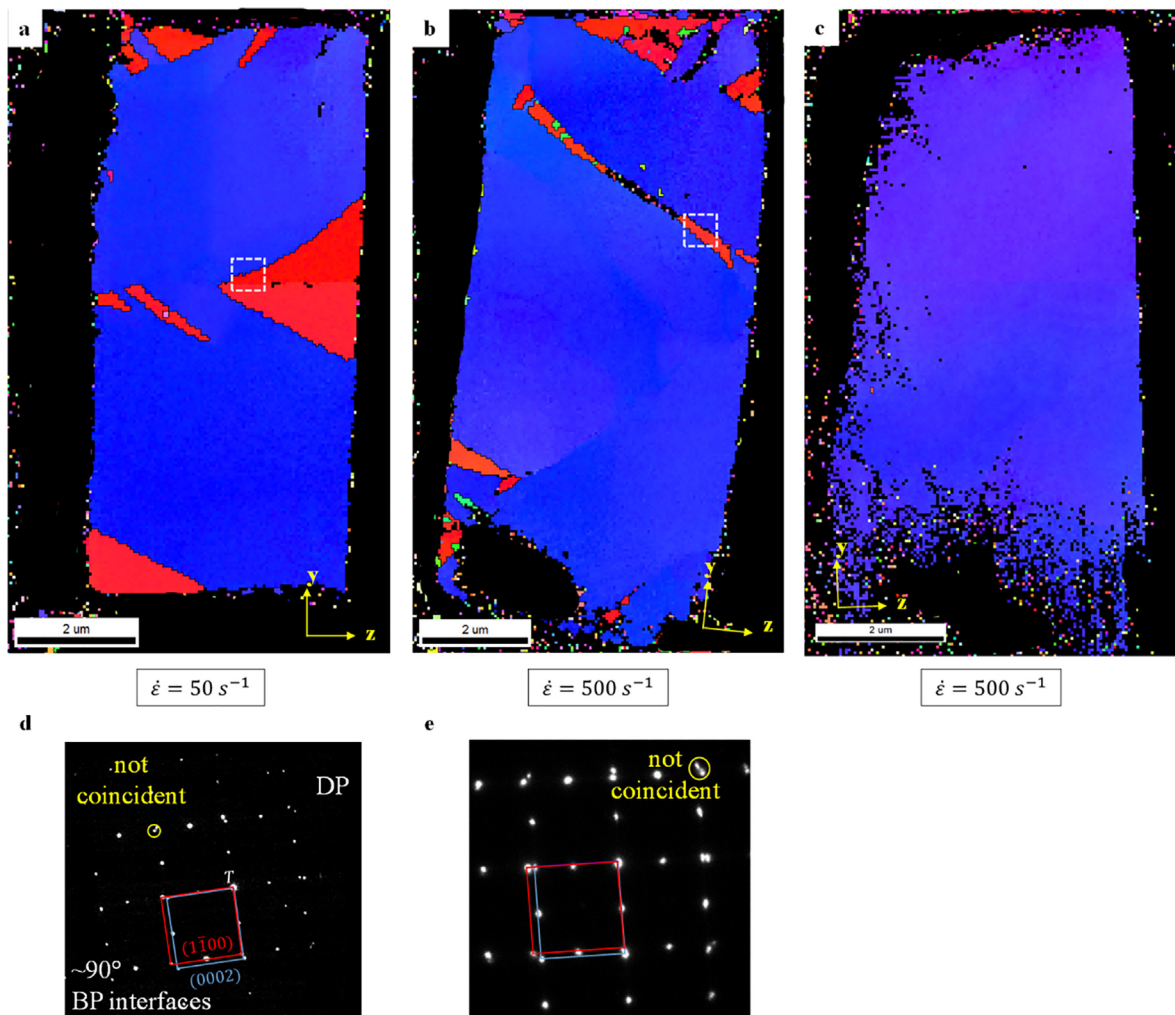 a
b
c
y
z
2 um
y
z
2 um
y
z
2 um
ε̇ = 50 s⁻¹
ε̇ = 500 s⁻¹
ε̇ = 500 s⁻¹
d
e
not
coincident
DP
T
(11̅00)
(0002)
~90°
BP interfaces
not
coincident